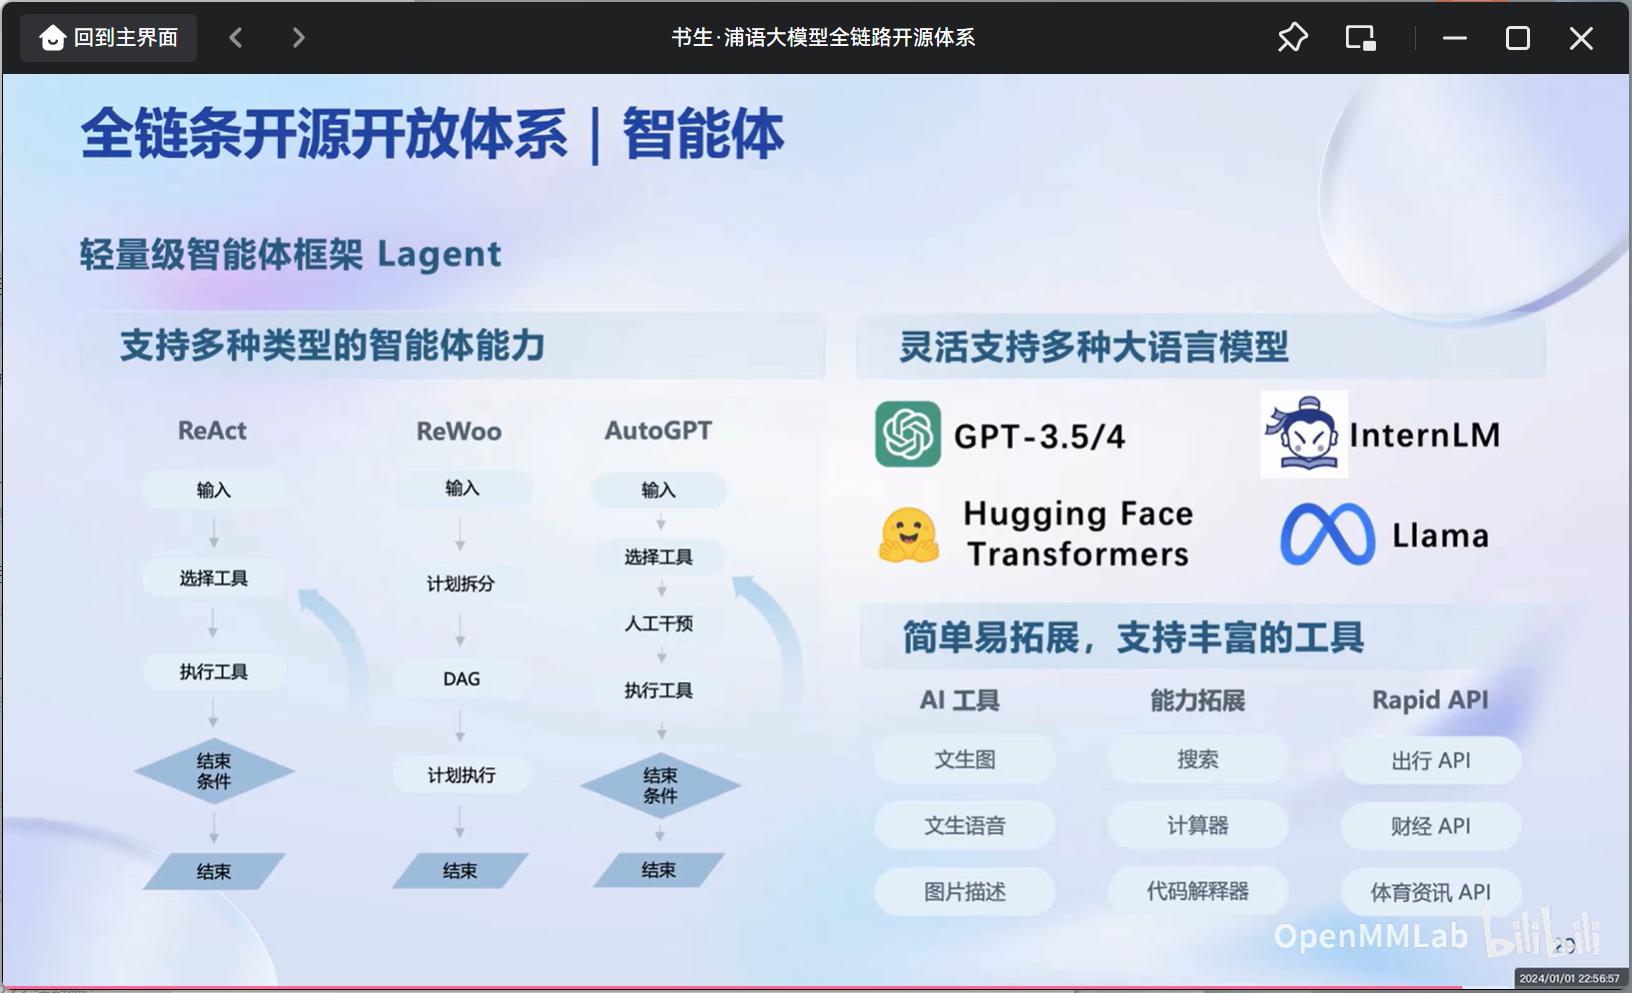 回到主界面
书生·浦语大模型全链路开源体系
全链条开源开放体系｜智能体
轻量级智能体框架 Lagent
支持多种类型的智能体能力
ReAct
输入
选择工具
执行工具
结束
条件
结束
ReWoo
输入
计划拆分
DAG
计划执行
结束
AutoGPT
输入
选择工具
人工干预
执行工具
结束
条件
结束
灵活支持多种大语言模型
GPT-3.5/4
InternLM
Hugging Face
Transformers
Llama
简单易拓展，支持丰富的工具
AI 工具
能力拓展
Rapid API
文生图
搜索
出行 API
文生语音
计算器
财经 API
图片描述
代码解释器
体育资讯 API
OpenMMLab
bilibili
2024/01/01 22:56:57